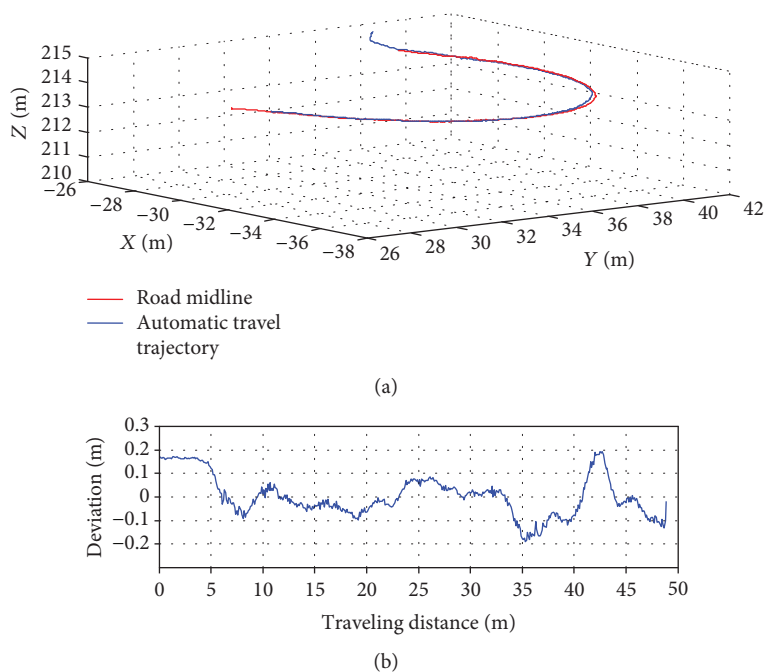 215
214
213
212
211
210
Z (m)
−26
−28
−30
−32
−34
−36
−38
X (m)
26
28
30
32
34
36
38
40
42
Y (m)
Road midline
Automatic travel
trajectory
(a)
0.3
0.2
0.1
0
−0.1
−0.2
Deviation (m)
0 5 10 15 20 25 30 35 40 45 50
Traveling distance (m)
(b)